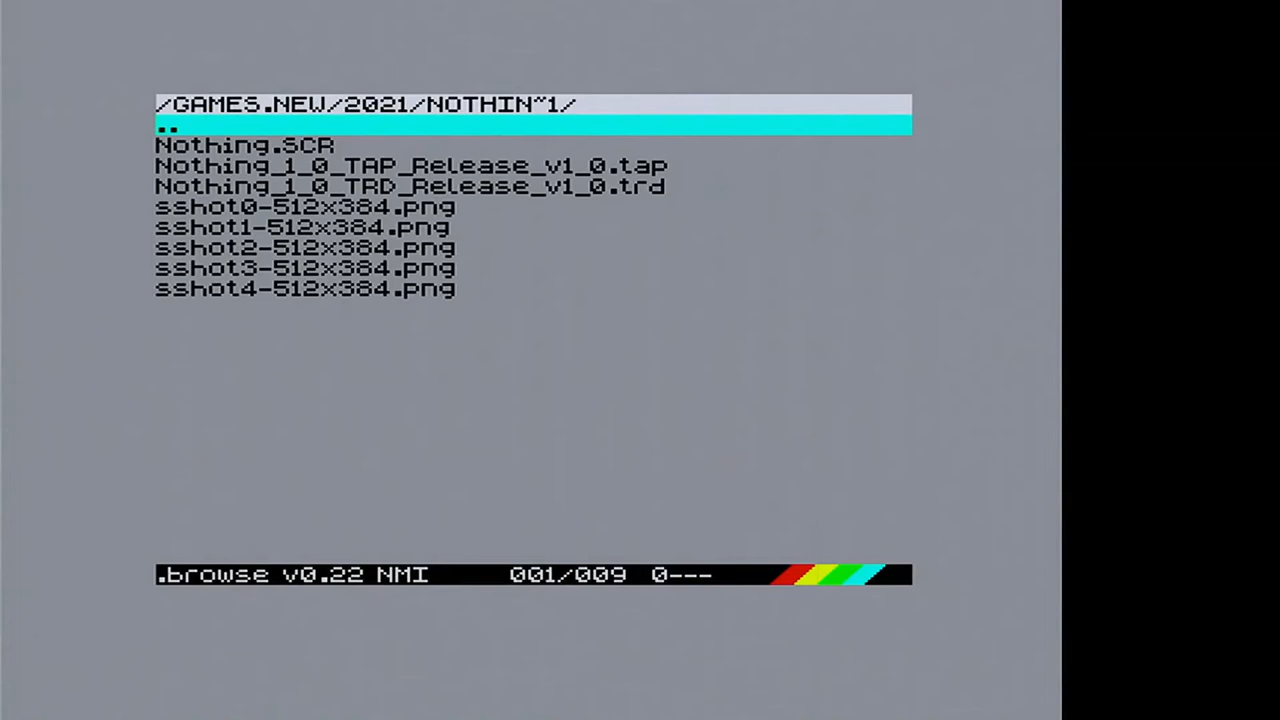 /GAMES.NEW/2021/NOTHIN~1/
..
Nothing.SCR
Nothing_1_0_TAP_Release_v1_0.tap
Nothing_1_0_TRD_Release_v1_0.trd
sshot0-512x384.png
sshot1-512x384.png
sshot2-512x384.png
sshot3-512x384.png
sshot4-512x384.png
.browse v0.22 NMI 001/009 0---